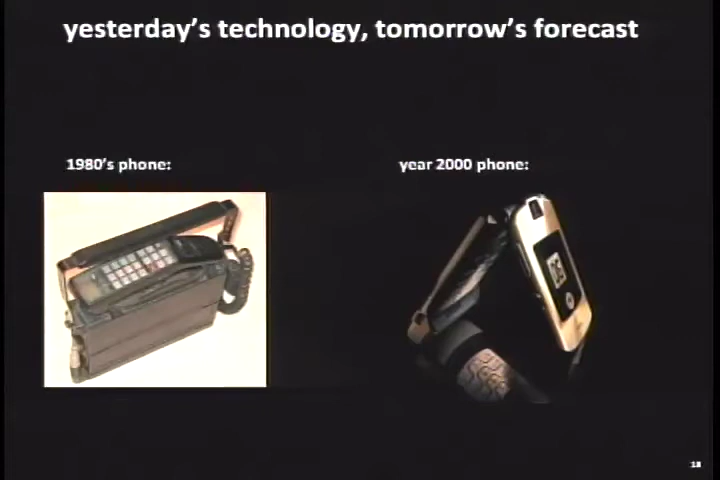 yesterday's technology, tomorrow's forecast
1980's phone:
year 2000 phone:
18